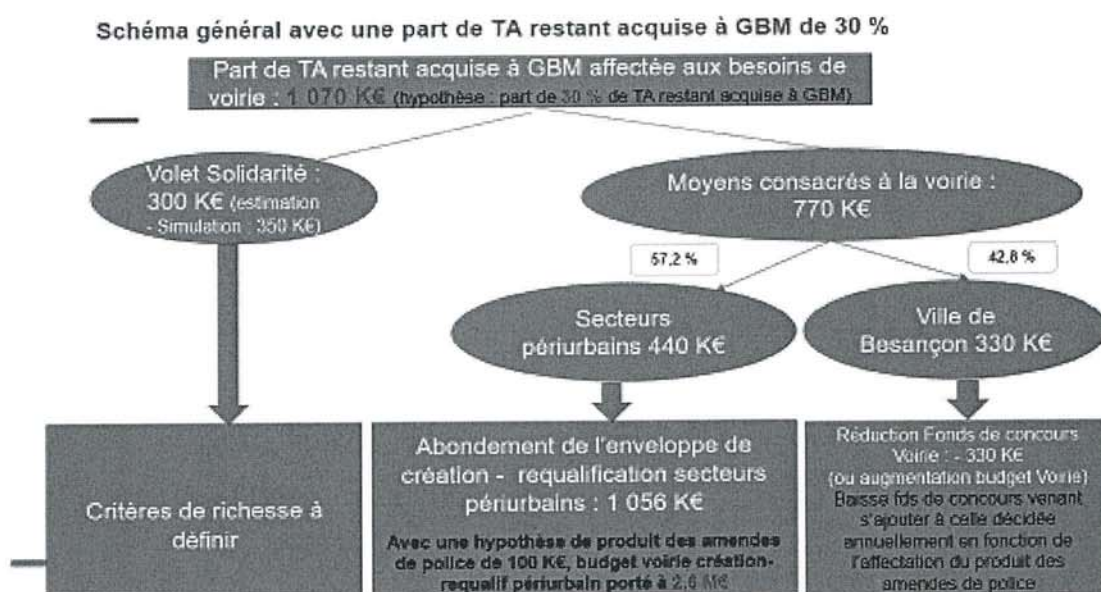 Schéma général avec une part de TA restant acquise à GBM de 30 %
Part de TA restant acquise à GBM affectée aux besoins de
voirie : 1 070 K€ (hypothèse : part de 30 % de TA restant acquise à GBM)
Volet Solidarité :
300 K€ (estimation
- Simulation : 350 K€)
Moyens consacrés à la voirie :
770 K€
57,2 %
42,8 %
Secteurs
périurbains 440 K€
Ville de
Besançon 330 K€
Critères de richesse à
définir
Abondement de l'enveloppe de
création - requalification secteurs
périurbains : 1 056 K€
Avec une hypothèse de produit des amendes
de police de 100 K€, budget voirie création-
requalif périurbain porté à 2,6 M€
Réduction Fonds de concours
Voirie : - 330 K€
(ou augmentation budget Voirie)
Baisse fds de concours venant
s'ajouter à celle décidée
annuellement en fonction de
l'affectation du produit des
amendes de police